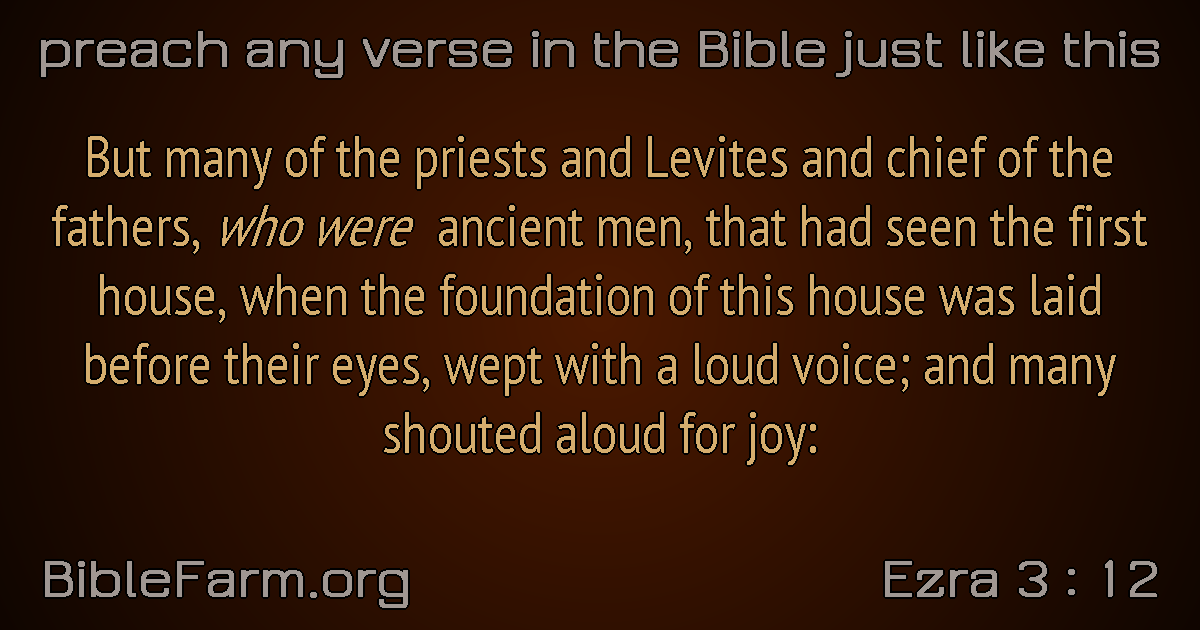 preach any verse in the Bible just like this
But many of the priests and Levites and chief of the
fathers, who were ancient men, that had seen the first
house, when the foundation of this house was laid
before their eyes, wept with a loud voice; and many
shouted aloud for joy:
BibleFarm.org
Ezra 3 : 12